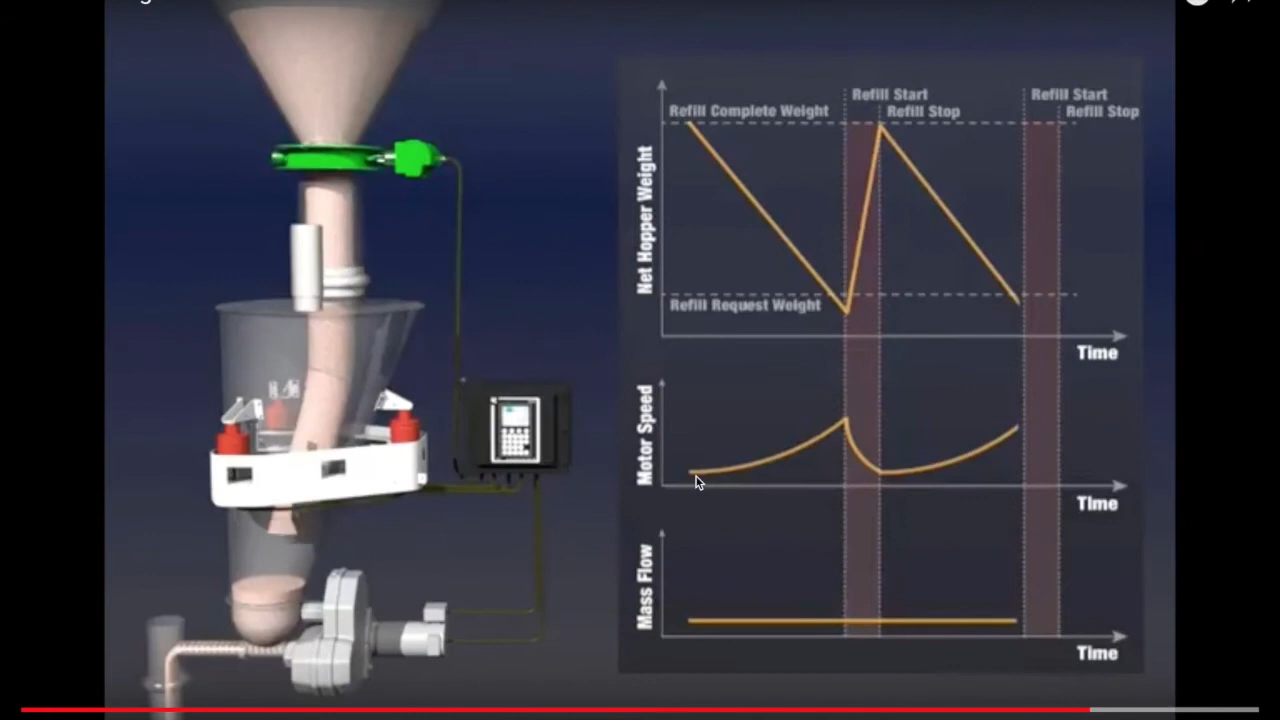 Refill Start
Refill Start
Refill Complete Weight
Refill Stop
Refill Stop
Net Hopper Weight
Refill Request Weight
Time
Motor Speed
Time
Mass Flow
Time